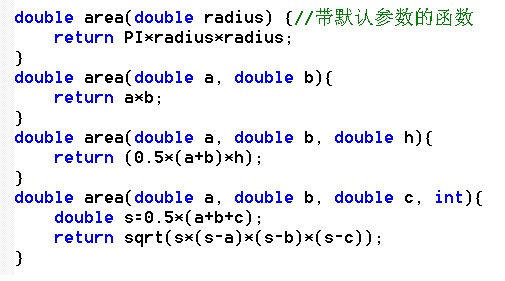 double area(double radius) {//带默认参数的函数
    return PI*radius*radius;
}
double area(double a, double b){
    return a*b;
}
double area(double a, double b, double h){
    return (0.5*(a+b)*h);
}
double area(double a, double b, double c, int){
    double s=0.5*(a+b+c);
    return sqrt(s*(s-a)*(s-b)*(s-c));
}